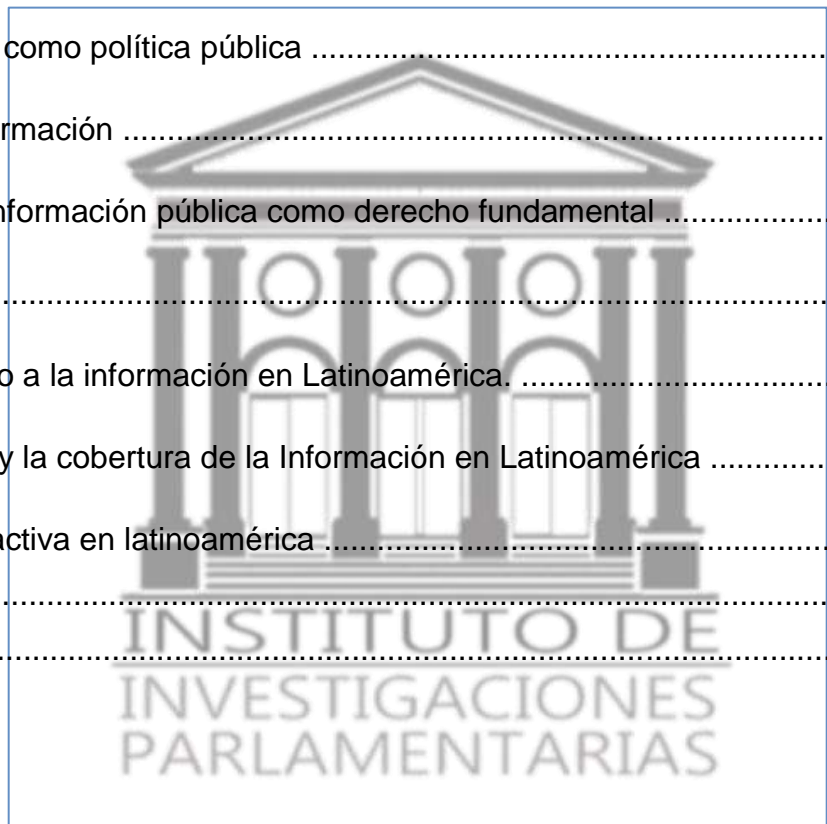 como política pública ................................................................
rmación ................................................................................
nformación pública como derecho fundamental ....................
................................................................................................
o a la información en Latinoamérica. .....................................
y la cobertura de la Información en Latinoamérica ..............
activa en latinoamérica ............................................................
................................................................................................
INSTITUTO DE
................................................................................................
INVESTIGACIONES
PARLAMENTARIAS